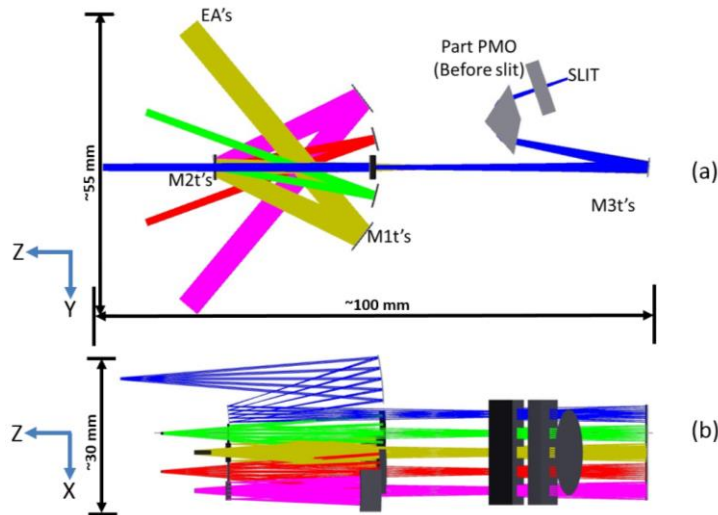 EA's
Part PMO
(Before slit)
SLIT
~55 mm
M2t's
(a)
M3t's
M1t's
Z
Y
~100 mm
Z
X
~30 mm
(b)